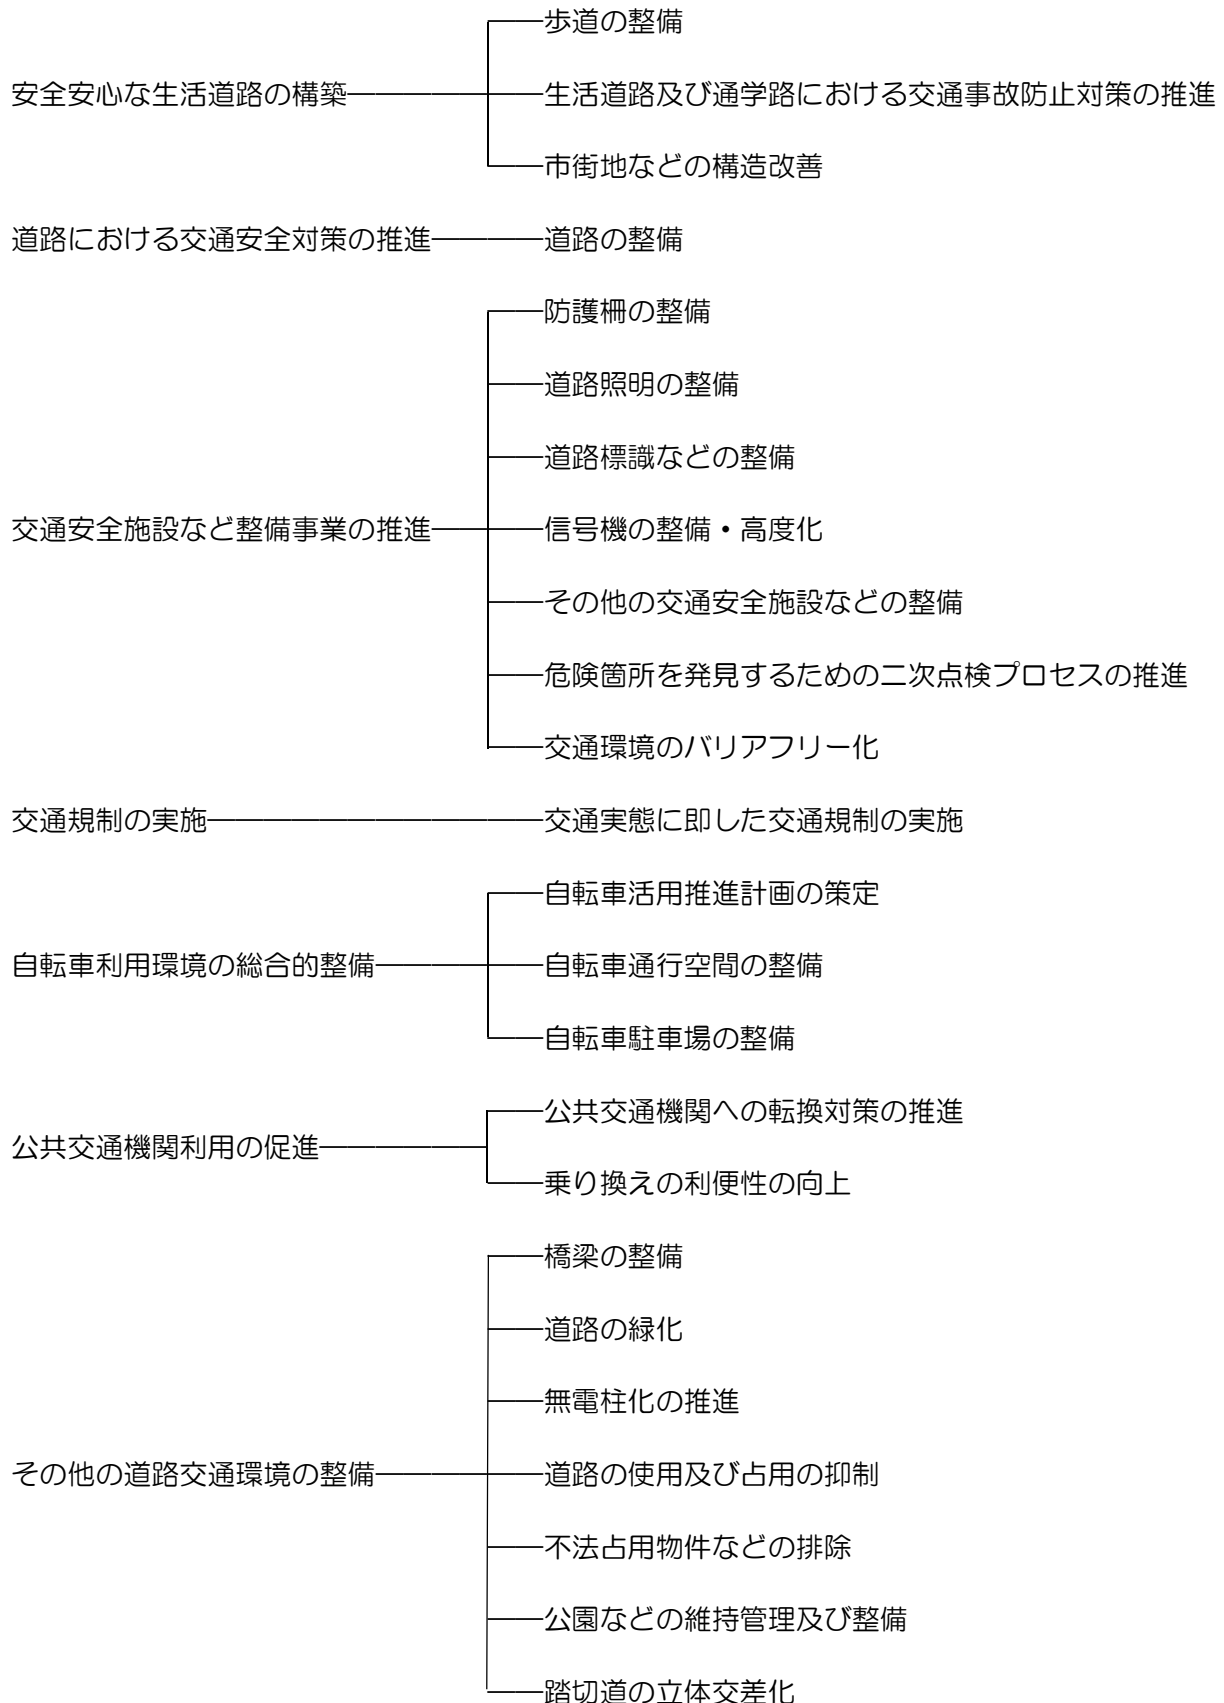 歩道の整備
安全安心な生活道路の構築
生活道路及び通学路における交通事故防止対策の推進
市街地などの構造改善
道路における交通安全対策の推進
道路の整備
防護柵の整備
道路照明の整備
道路標識などの整備
交通安全施設など整備事業の推進
信号機の整備・高度化
その他の交通安全施設などの整備
危険箇所を発見するための二次点検プロセスの推進
交通環境のバリアフリー化
交通規制の実施
交通実態に即した交通規制の実施
自転車活用推進計画の策定
自転車利用環境の総合的整備
自転車通行空間の整備
自転車駐車場の整備
公共交通機関への転換対策の推進
公共交通機関利用の促進
乗り換えの利便性の向上
橋梁の整備
道路の緑化
無電柱化の推進
その他の道路交通環境の整備
道路の使用及び占用の抑制
不法占用物件などの排除
公園などの維持管理及び整備
踏切道の立体交差化